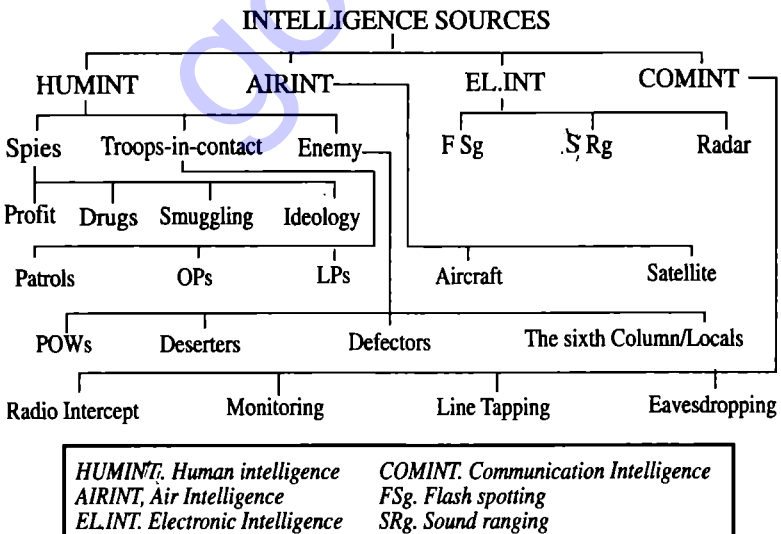 INTELLIGENCE SOURCES
HUMINT AIRINT EL.INT COMINT
Spies Troops-in-contact Enemy F Sg S Rg Radar
Profit Drugs Smuggling Ideology
Patrols OPs LPs Aircraft Satellite
POWs Deserters Defectors The sixth Column/Locals
Radio Intercept Monitoring Line Tapping Eavesdropping
HUMINT. Human intelligence COMINT. Communication Intelligence
AIRINT, Air Intelligence FSg. Flash spotting
EL.INT. Electronic Intelligence SRg. Sound ranging